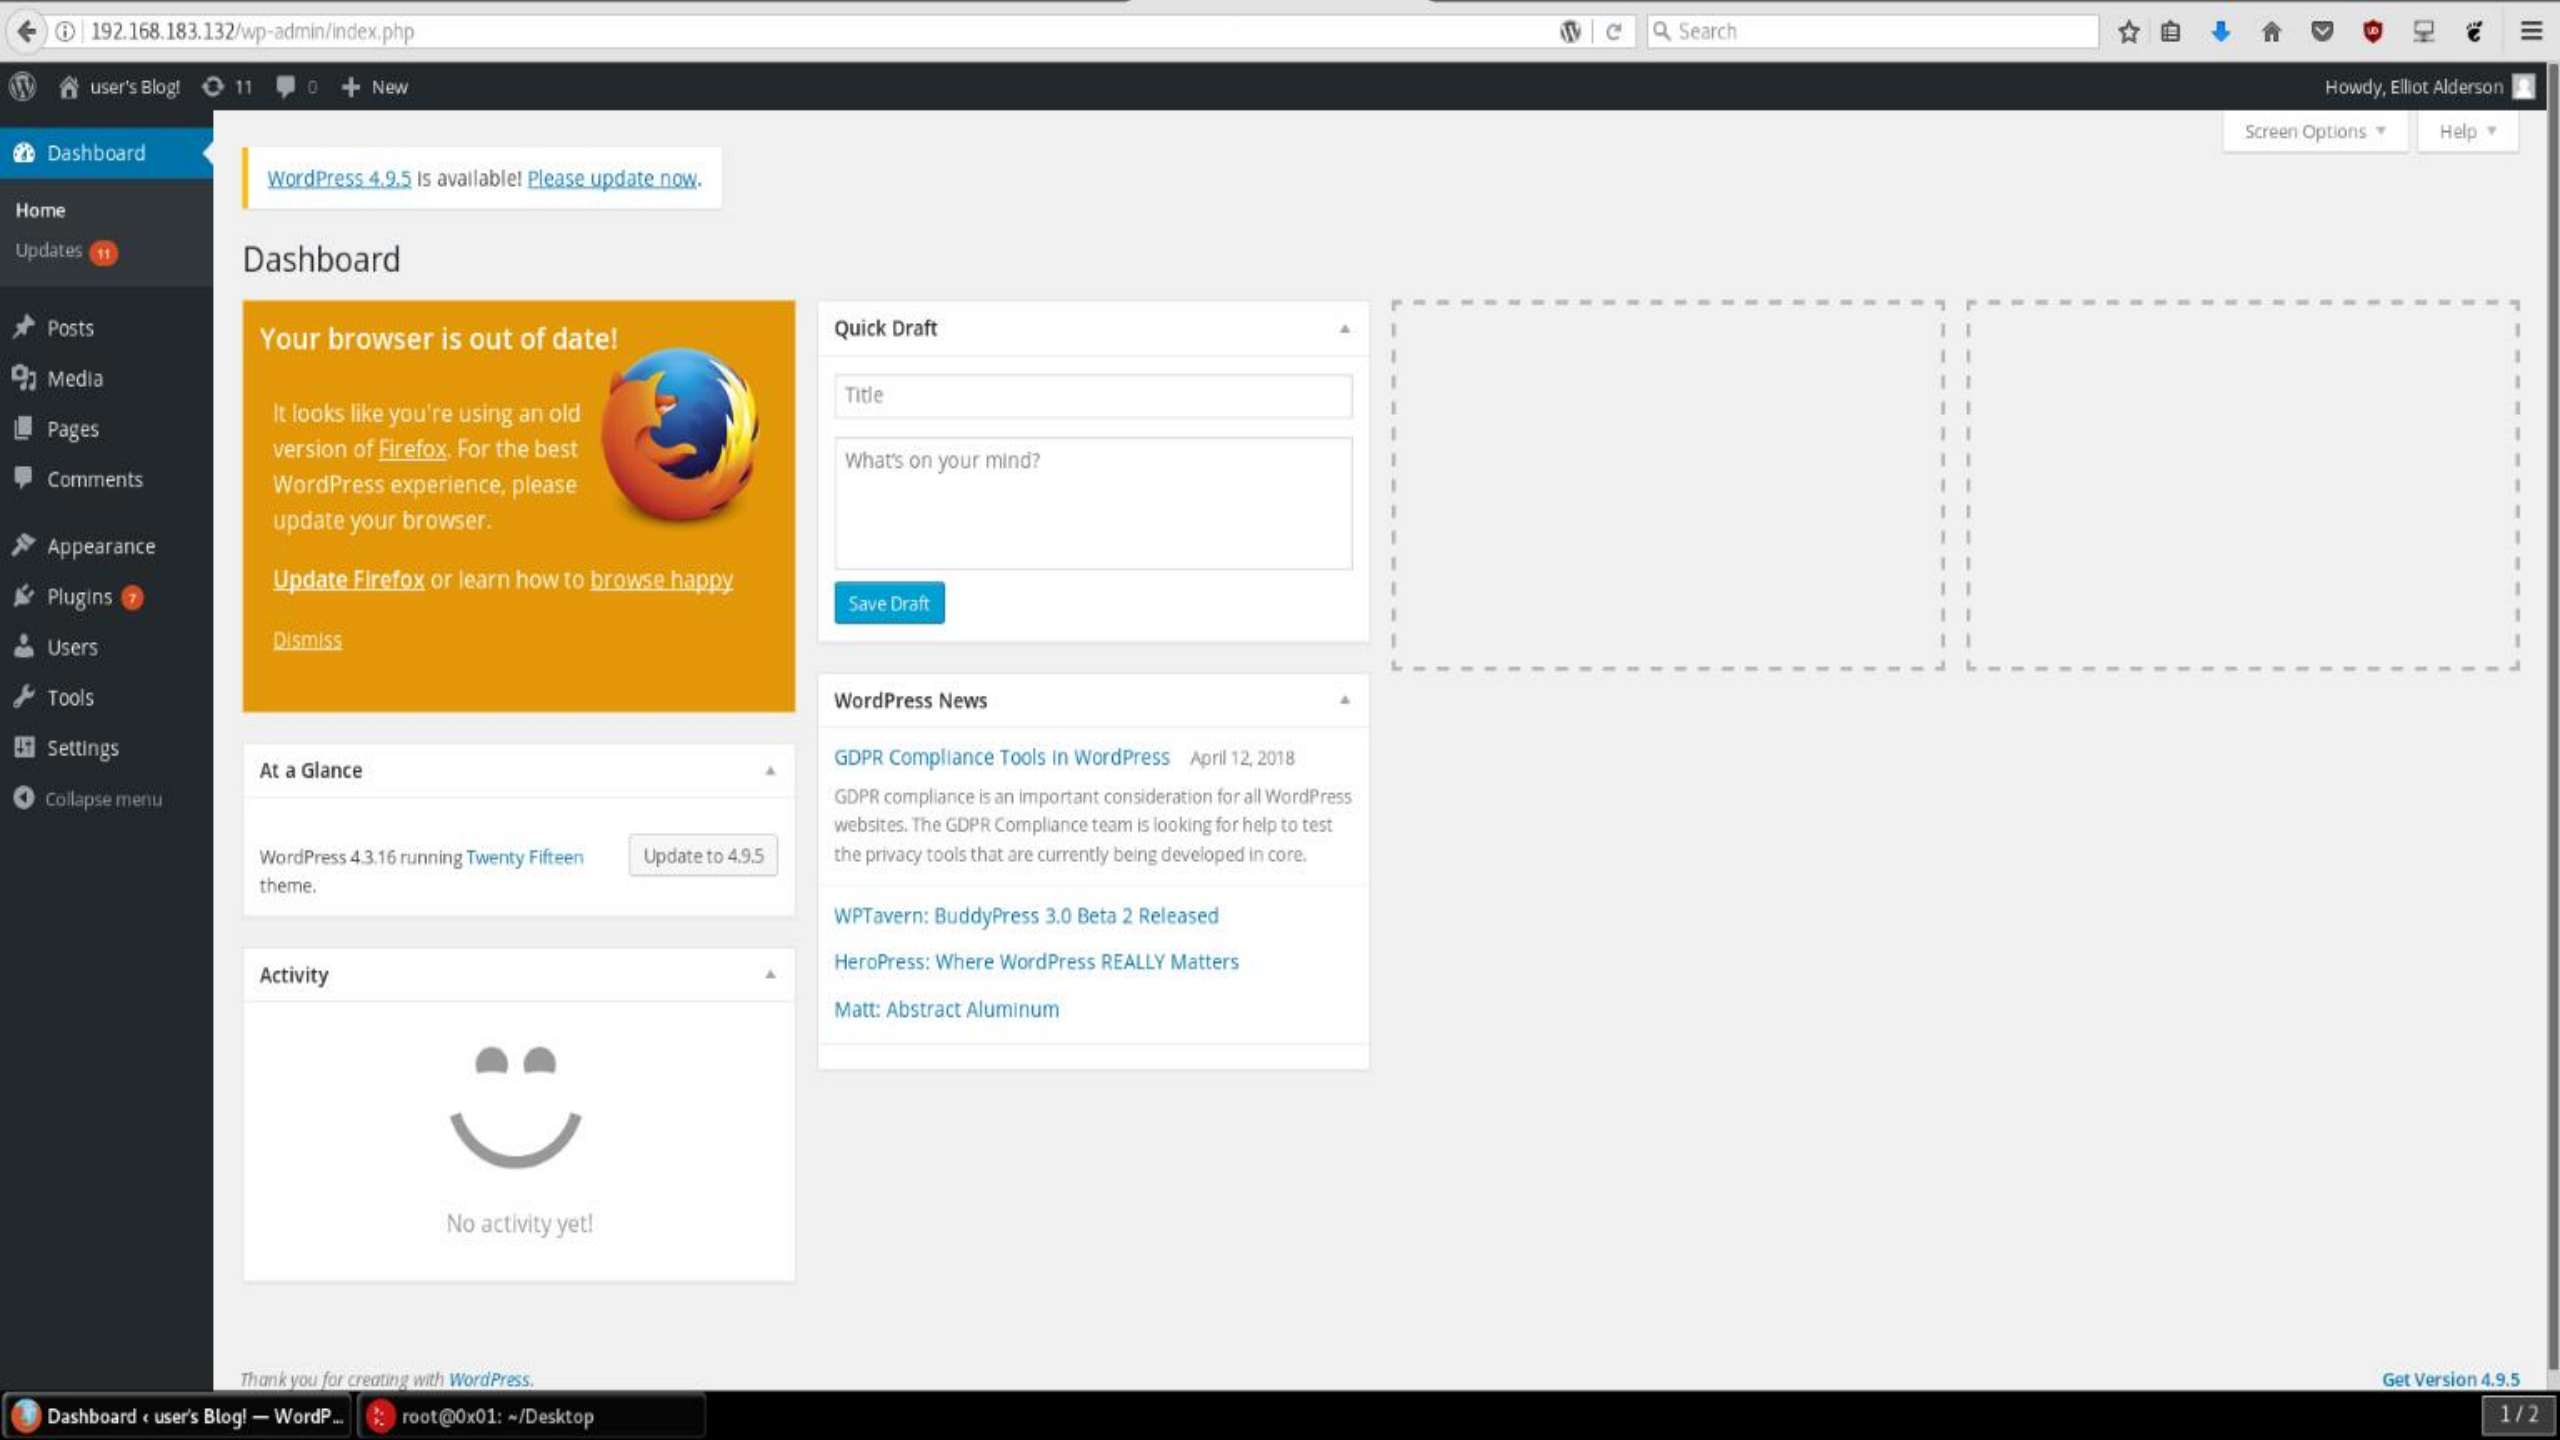 192.168.183.132/wp-admin/index.php
Search
user's Blog!
11
0
New
Howdy, Elliot Alderson
Screen Options
Help
Dashboard
Home
Updates 11
Posts
Media
Pages
Comments
Appearance
Plugins 7
Users
Tools
Settings
Collapse menu
WordPress 4.9.5 is available! Please update now.
Dashboard
Your browser is out of date!
It looks like you're using an old
version of Firefox. For the best
WordPress experience, please
update your browser.
Update Firefox or learn how to browse happy
Dismiss
At a Glance
WordPress 4.3.16 running Twenty Fifteen
theme.
Update to 4.9.5
Activity
No activity yet!
Quick Draft
Title
What's on your mind?
Save Draft
WordPress News
GDPR Compliance Tools in WordPress April 12, 2018
GDPR compliance is an important consideration for all WordPress
websites. The GDPR Compliance team is looking for help to test
the privacy tools that are currently being developed in core.
WPTavern: BuddyPress 3.0 Beta 2 Released
HeroPress: Where WordPress REALLY Matters
Matt: Abstract Aluminum
Thank you for creating with WordPress.
Get Version 4.9.5
Dashboard ‹ user's Blog! — WordP...
root@0x01: ~/Desktop
1 / 2